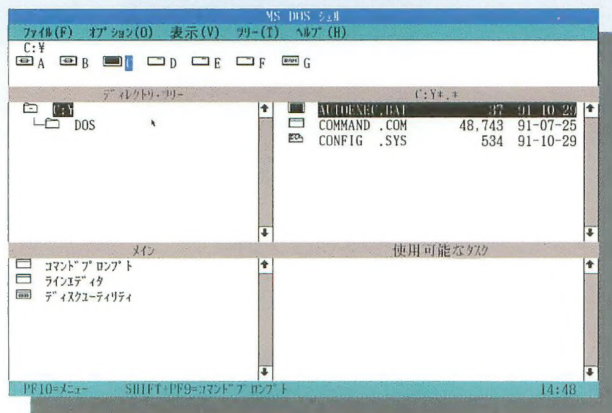 MS DOS シェル
ファイル(F) オプション(O) 表示(V) ツリー(T) ヘルプ(H)
C:¥
A B C D E F G
ディレクトリ・ツリー
C:¥
DOS
C:¥*.*
AUTOEXEC.BAT 37 91-10-29
COMMAND .COM 48,743 91-07-25
CONFIG .SYS 534 91-10-29
メイン
コマンドプロンプト
ラインエディタ
ディスクユーティリティ
使用可能なタスク
PF10=メニュー SHIFT+PF9=コマンドプロンプト 14:48